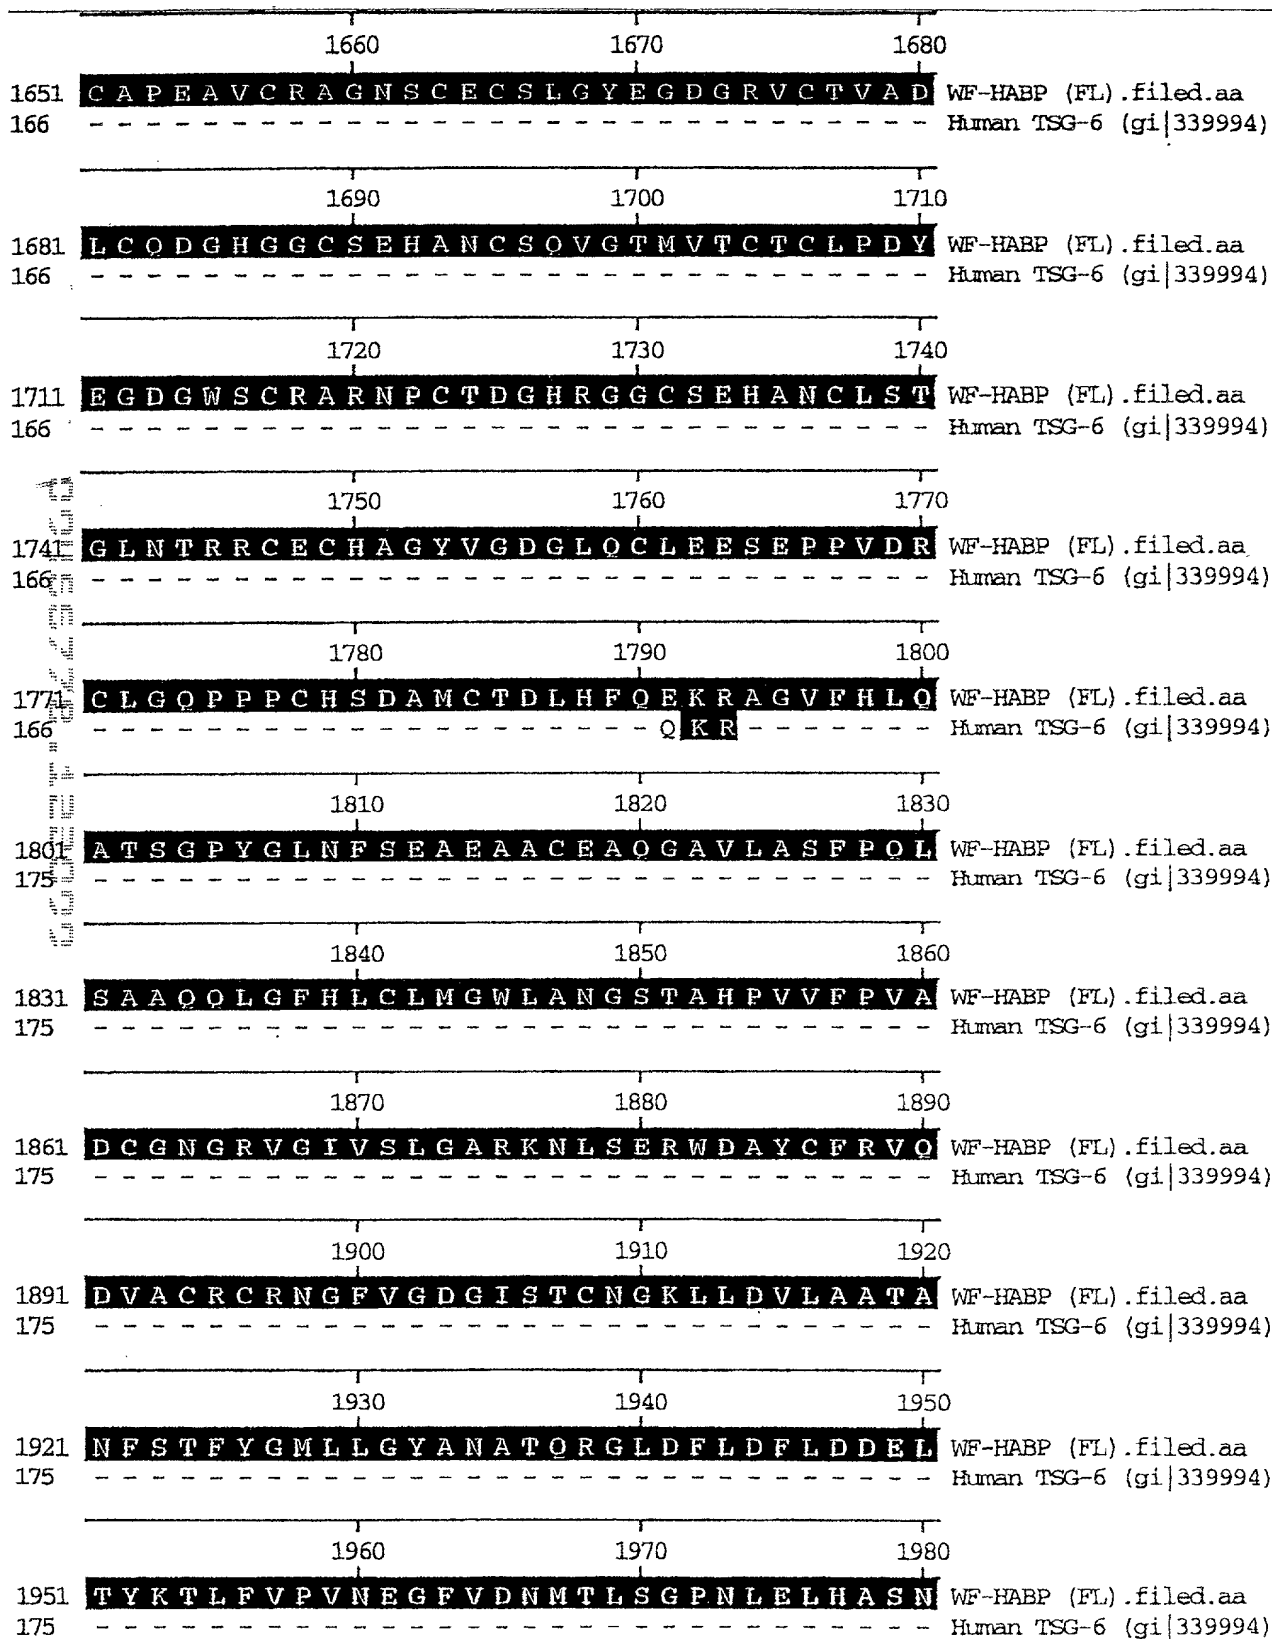 1660 1670 1680
1651 C A P E A V C R A G N S C E C S L G Y E G D G R V C T V A D WF-HABP (FL).filed.aa
166 - - - - - - - - - - - - - - - - - - - - - - - - - - - - - - Human TSG-6 (gi|339994)
1690 1700 1710
1681 L C Q D G H G G C S E H A N C S Q V G T M V T C T C L P D Y WF-HABP (FL).filed.aa
166 - - - - - - - - - - - - - - - - - - - - - - - - - - - - - - Human TSG-6 (gi|339994)
1720 1730 1740
1711 E G D G W S C R A R N P C T D G H R G G C S E H A N C L S T WF-HABP (FL).filed.aa
166 - - - - - - - - - - - - - - - - - - - - - - - - - - - - - - Human TSG-6 (gi|339994)
1750 1760 1770
1741 G L N T R R C E C H A G Y V G D G L Q C L E E S E P P V D R WF-HABP (FL).filed.aa
166 - - - - - - - - - - - - - - - - - - - - - - - - - - - - - - Human TSG-6 (gi|339994)
1780 1790 1800
1771 C L G Q P P P C H S D A M C T D L H F Q E K R A G V F H L Q WF-HABP (FL).filed.aa
166 - - - - - - - - - - - - - - - - - - - - Q K R - - - - - - - Human TSG-6 (gi|339994)
1810 1820 1830
1801 A T S G P Y G L N F S E A E A A C E A Q G A V L A S F P Q L WF-HABP (FL).filed.aa
175 - - - - - - - - - - - - - - - - - - - - - - - - - - - - - - Human TSG-6 (gi|339994)
1840 1850 1860
1831 S A A Q Q L G F H L C L M G W L A N G S T A H P V V F P V A WF-HABP (FL).filed.aa
175 - - - - - - - - - - - - - - - - - - - - - - - - - - - - - - Human TSG-6 (gi|339994)
1870 1880 1890
1861 D C G N G R V G I V S L G A R K N L S E R W D A Y C F R V Q WF-HABP (FL).filed.aa
175 - - - - - - - - - - - - - - - - - - - - - - - - - - - - - - Human TSG-6 (gi|339994)
1900 1910 1920
1891 D V A C R C R N G F V G D G I S T C N G K L L D V L A A T A WF-HABP (FL).filed.aa
175 - - - - - - - - - - - - - - - - - - - - - - - - - - - - - - Human TSG-6 (gi|339994)
1930 1940 1950
1921 N F S T F Y G M L L G Y A N A T Q R G L D F L D F L D D E L WF-HABP (FL).filed.aa
175 - - - - - - - - - - - - - - - - - - - - - - - - - - - - - - Human TSG-6 (gi|339994)
1960 1970 1980
1951 T Y K T L F V P V N E G F V D N M T L S G P N L E L H A S N WF-HABP (FL).filed.aa
175 - - - - - - - - - - - - - - - - - - - - - - - - - - - - - - Human TSG-6 (gi|339994)